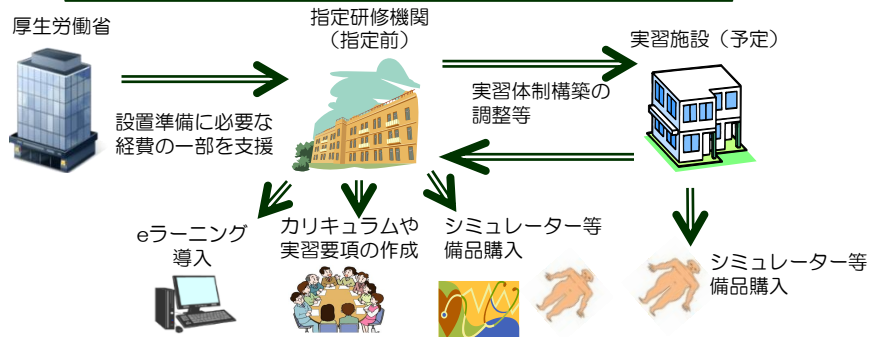 厚生労働省
指定研修機関
（指定前）
実習施設（予定）
設置準備に必要な
経費の一部を支援
実習体制構築の
調整等
eラーニング
導入
カリキュラムや
実習要項の作成
シミュレーター等
備品購入
シミュレーター等
備品購入